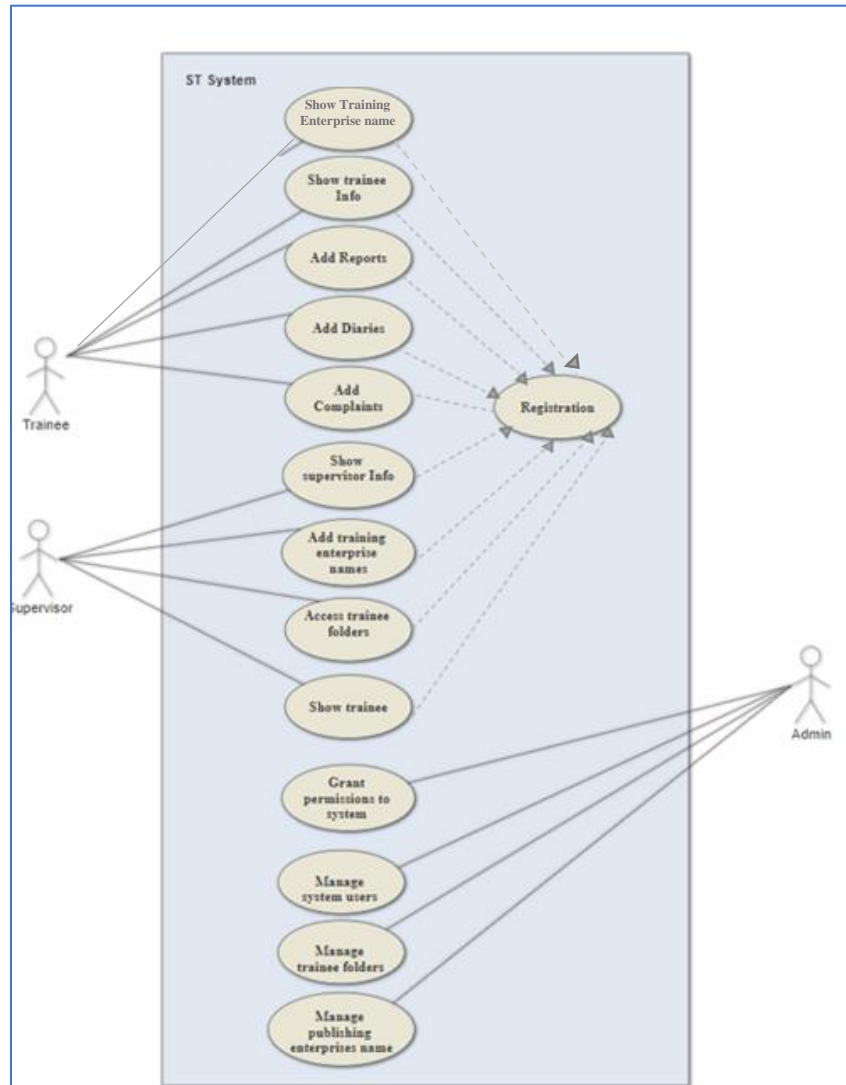 ST System
Show Training
Enterprise name
Show trainee
Info
Add Reports
Add Diaries
Add
Complaints
Registration
Trainee
Show
supervisor Info
Add training
enterprise
names
Supervisor
Access trainee
folders
Show trainee
Admin
Grant
permissions to
system
Manage
system users
Manage
trainee folders
Manage
publishing
enterprises name